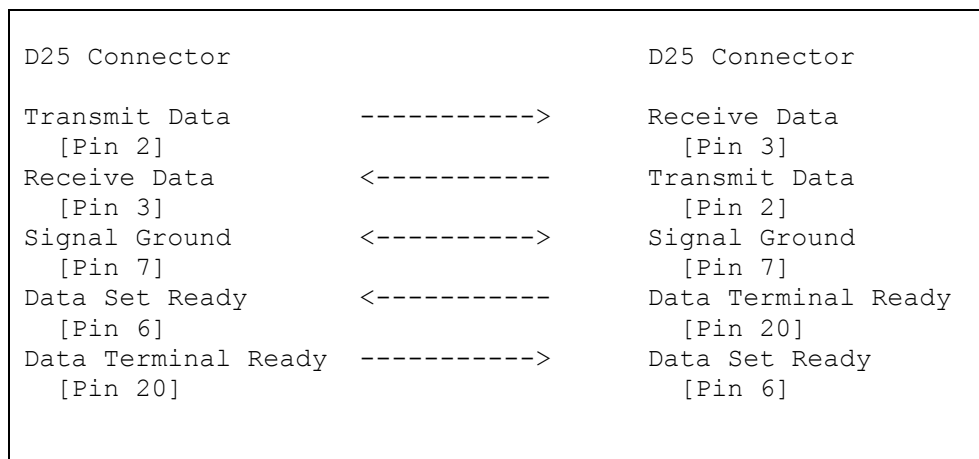 D25 Connector                            D25 Connector
Transmit Data        ----------->        Receive Data
  [Pin 2]                                  [Pin 3]
Receive Data         <-----------        Transmit Data
  [Pin 3]                                  [Pin 2]
Signal Ground        <---------->        Signal Ground
  [Pin 7]                                  [Pin 7]
Data Set Ready       <-----------        Data Terminal Ready
  [Pin 6]                                  [Pin 20]
Data Terminal Ready  ----------->        Data Set Ready
  [Pin 20]                                 [Pin 6]